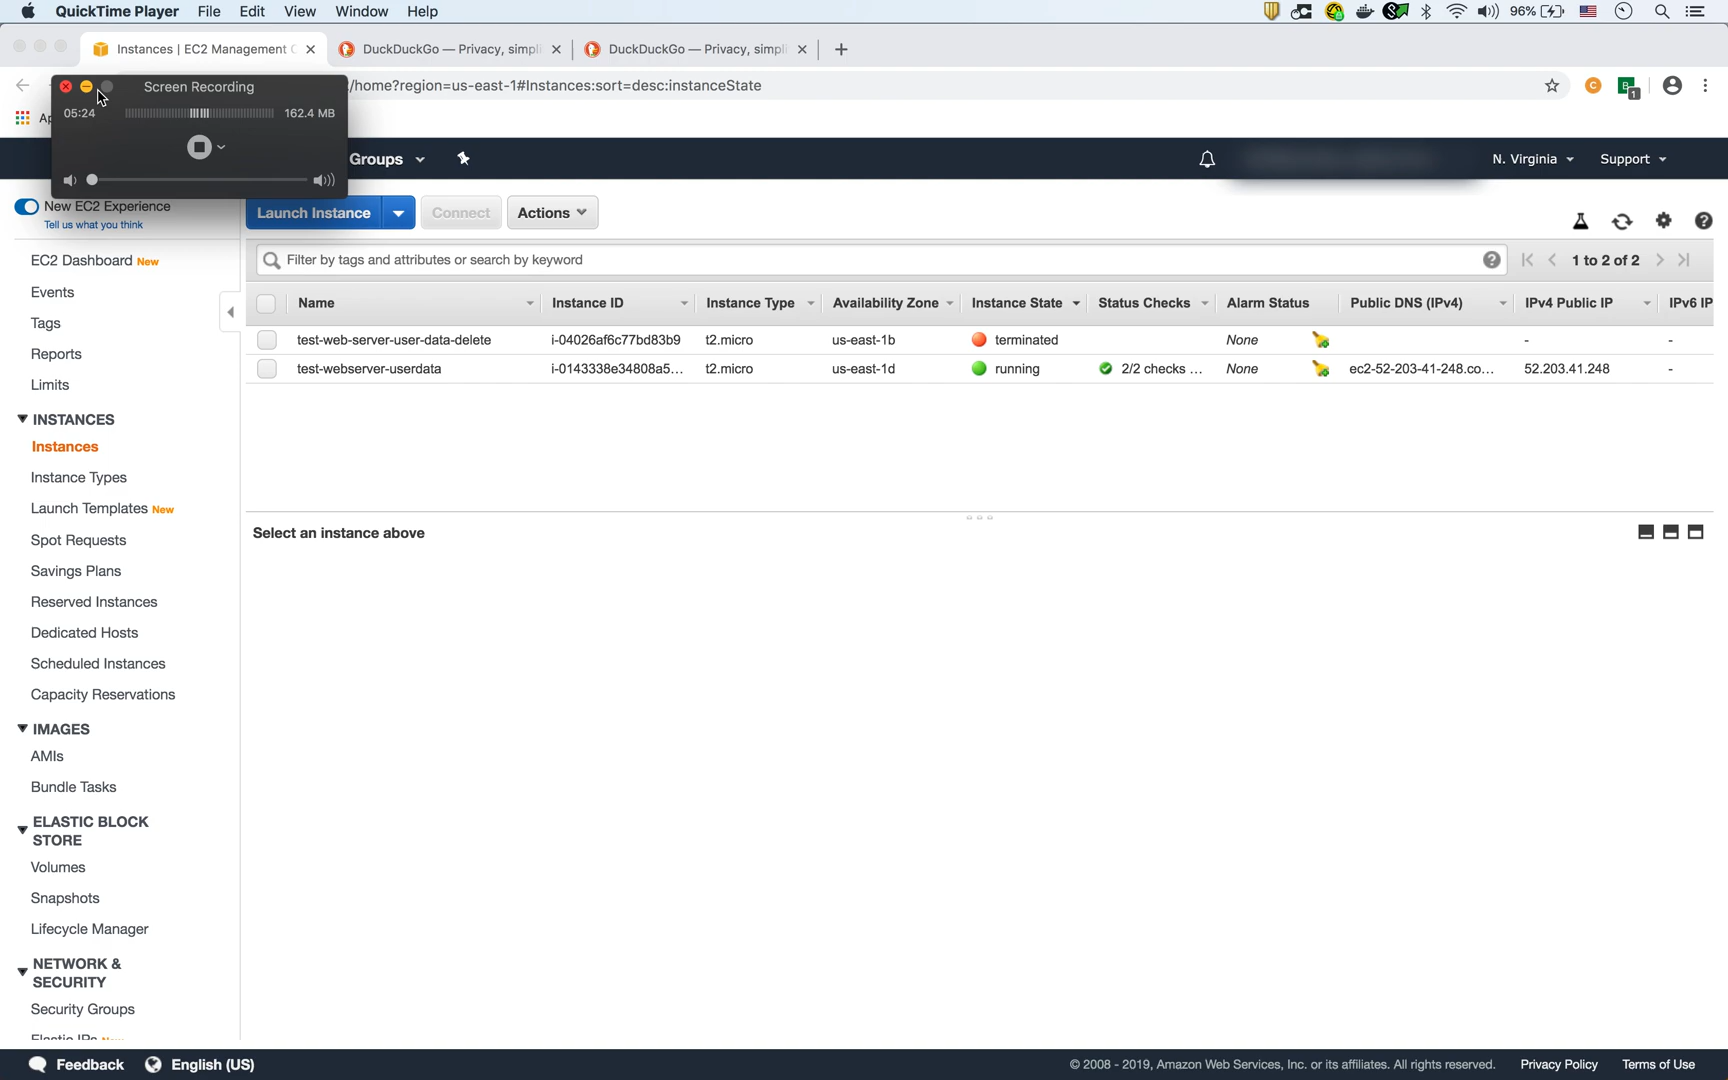 QuickTime Player File Edit View Window Help 96%
Instances | EC2 Management C DuckDuckGo — Privacy, simpli DuckDuckGo — Privacy, simpli
Screen Recording
/home?region=us-east-1#Instances:sort=desc:instanceState
05:24 162.4 MB
Groups N. Virginia Support
New EC2 Experience
Tell us what you think
Launch Instance Connect Actions
Filter by tags and attributes or search by keyword 1 to 2 of 2
Name Instance ID Instance Type Availability Zone Instance State Status Checks Alarm Status Public DNS (IPv4) IPv4 Public IP IPv6 IP
test-web-server-user-data-delete i-04026af6c77bd83b9 t2.micro us-east-1b terminated None - -
test-webserver-userdata i-0143338e34808a5... t2.micro us-east-1d running 2/2 checks ... None ec2-52-203-41-248.co... 52.203.41.248 -
Select an instance above
EC2 Dashboard New
Events
Tags
Reports
Limits
INSTANCES
Instances
Instance Types
Launch Templates New
Spot Requests
Savings Plans
Reserved Instances
Dedicated Hosts
Scheduled Instances
Capacity Reservations
IMAGES
AMIs
Bundle Tasks
ELASTIC BLOCK
STORE
Volumes
Snapshots
Lifecycle Manager
NETWORK &
SECURITY
Security Groups
Elastic IPs New
Feedback English (US) © 2008 - 2019, Amazon Web Services, Inc. or its affiliates. All rights reserved. Privacy Policy Terms of Use